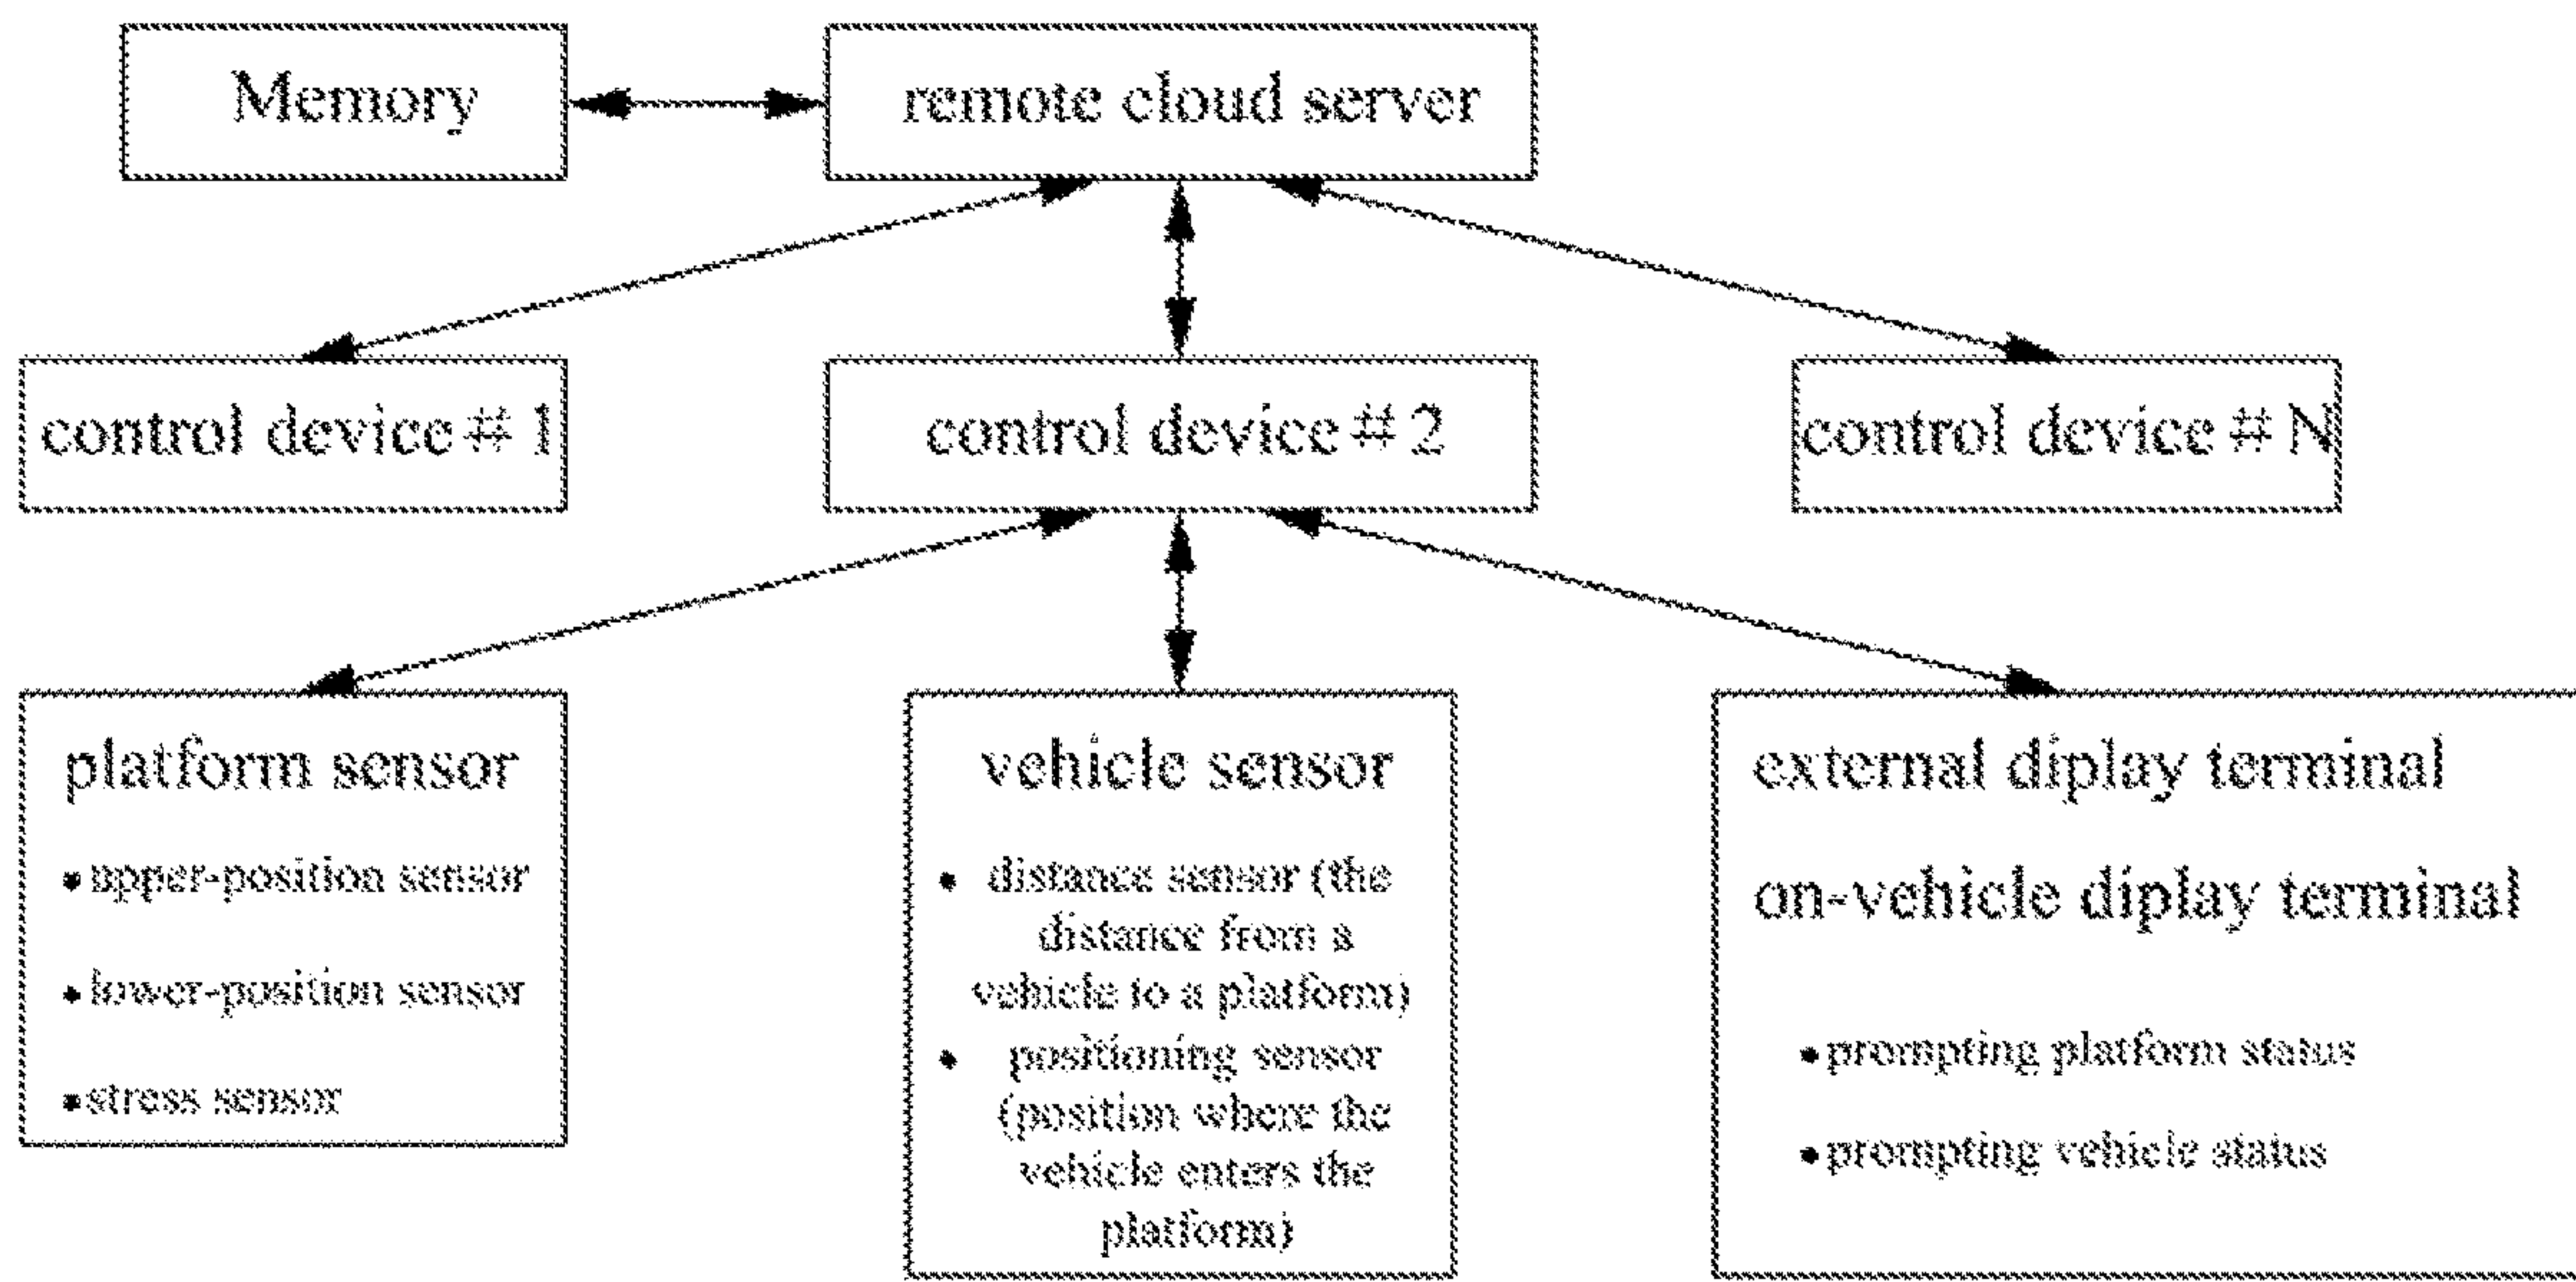 Memory
remote cloud server
control device # 1
control device # 2
control device # N
platform sensor
• upper-position sensor
• lower-position sensor
• stress sensor
vehicle sensor
• distance sensor (the
distance from a
vehicle to a platform)
• positioning sensor
(position where the
vehicle enters the
platform)
external diplay terminal
on-vehicle diplay terminal
• prompting platform status
• prompting vehicle status